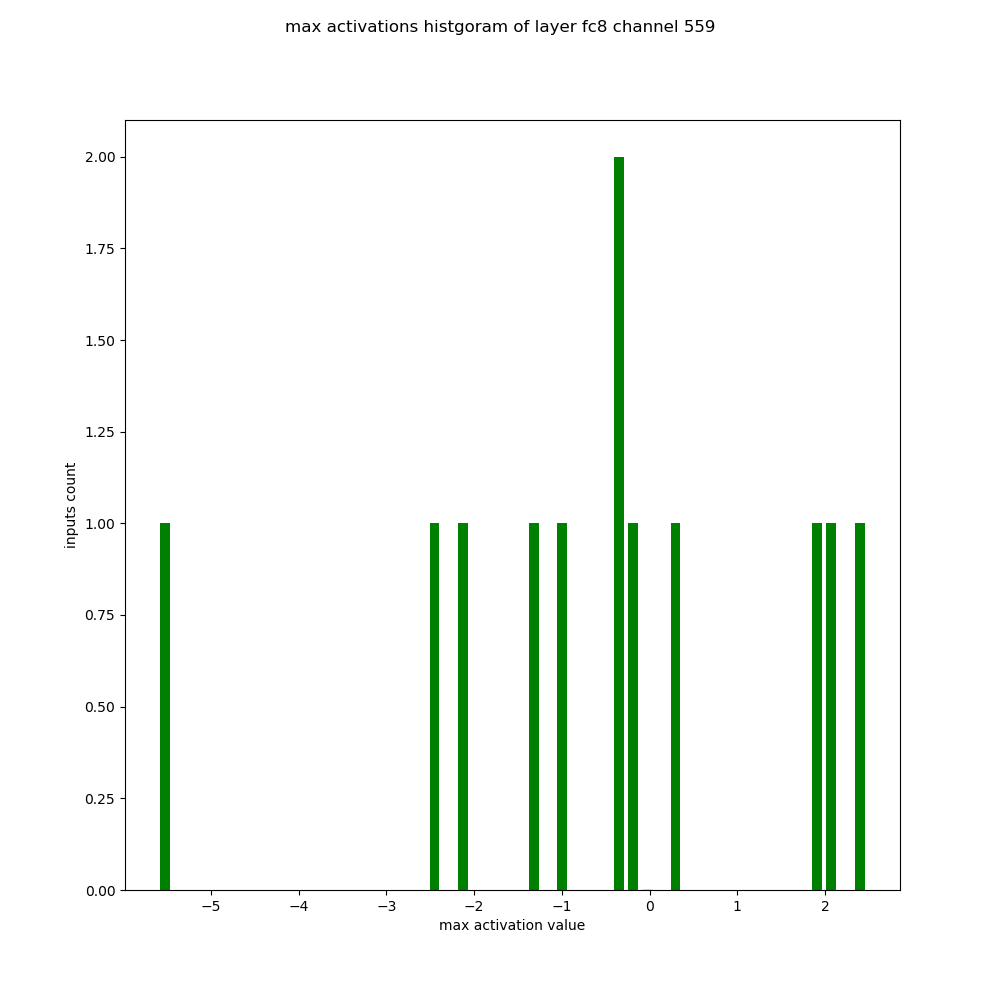 max activations histgoram of layer fc8 channel 559
2.00
1.75
1.50
1.25
1.00
0.75
0.50
0.25
0.00
inputs count
−5 −4 −3 −2 −1 0 1 2
max activation value